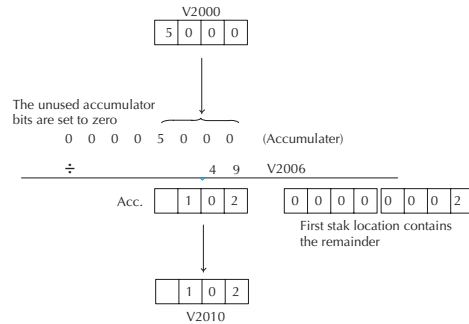 V2000
5 0 0 0
The unused accumulator
bits are set to zero
0 0 0 0 5 0 0 0 (Accumulater)
÷ 4 9 V2006
Acc. 1 0 2 0 0 0 0 0 0 0 2
First stak location contains
the remainder
1 0 2
V2010